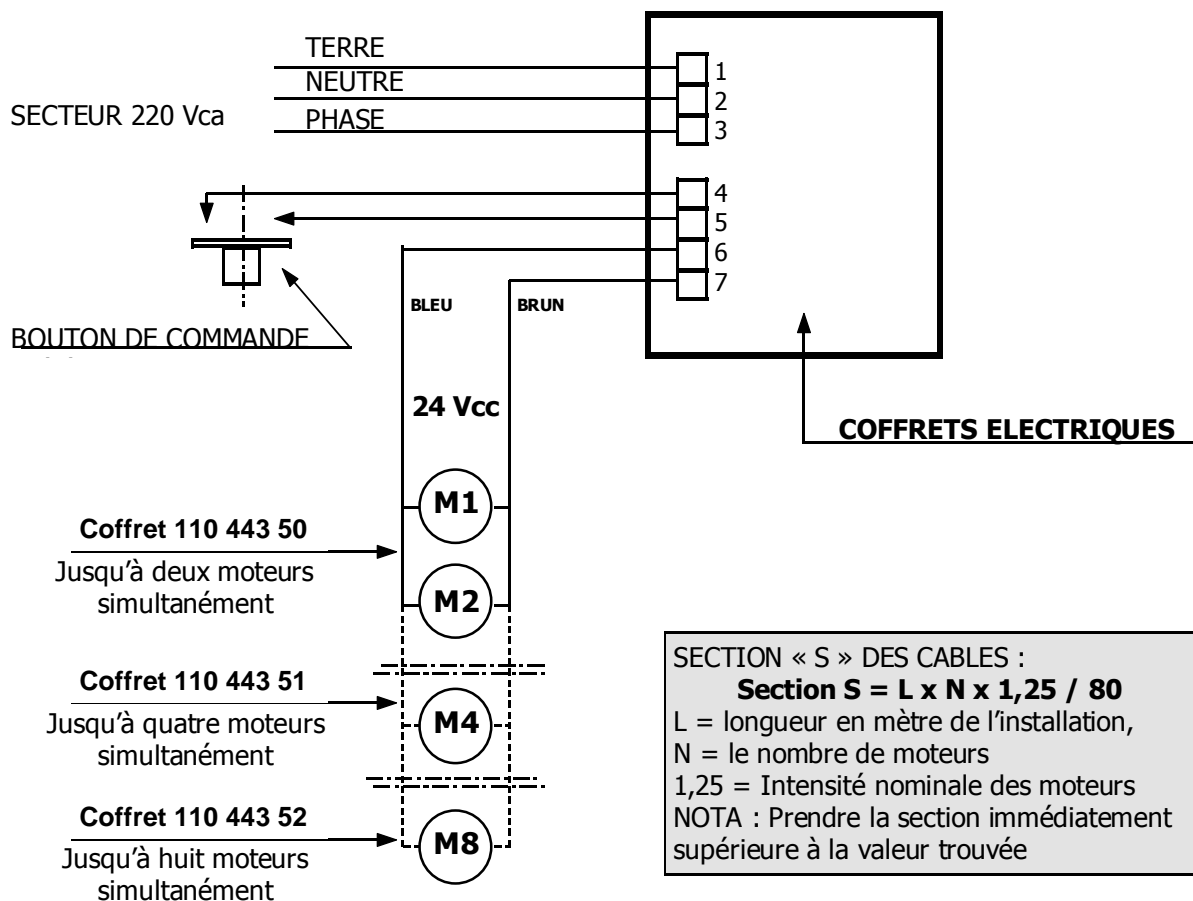 TERRE
NEUTRE
SECTEUR 220 Vca
PHASE
1
2
3
4
5
6
7
BLEU
BRUN
BOUTON DE COMMANDE
24 Vcc
COFFRETS ELECTRIQUES
M1
Coffret 110 443 50
Jusqu'à deux moteurs
simultanément
M2
Coffret 110 443 51
Jusqu'à quatre moteurs
simultanément
M4
Coffret 110 443 52
Jusqu'à huit moteurs
simultanément
M8
SECTION « S » DES CABLES :
Section S = L x N x 1,25 / 80
L = longueur en mètre de l'installation,
N = le nombre de moteurs
1,25 = Intensité nominale des moteurs
NOTA : Prendre la section immédiatement
supérieure à la valeur trouvée